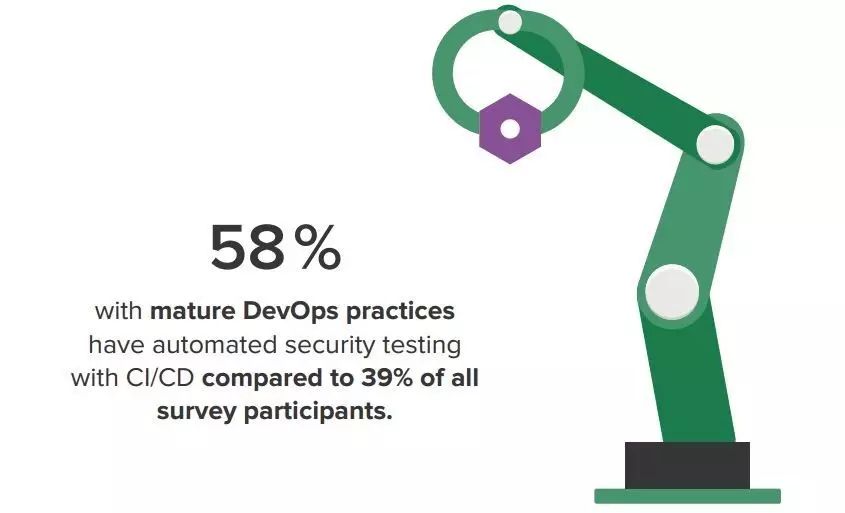 58%
with mature DevOps practices
have automated security testing
with CI/CD compared to 39% of all
survey participants.